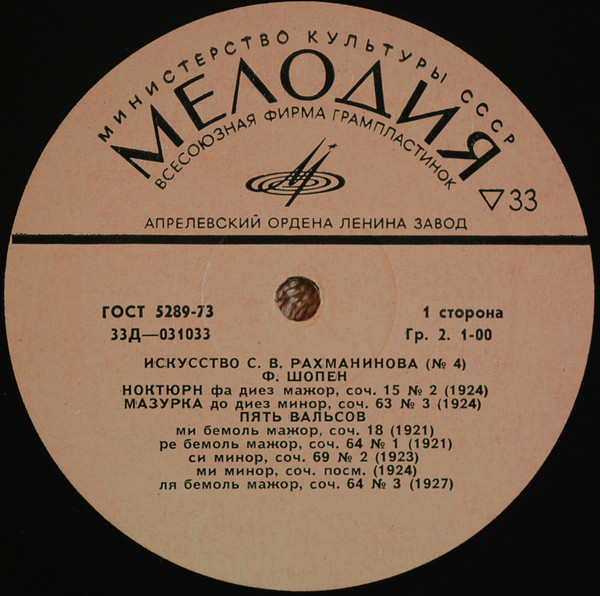 МИНИСТЕРСТВО КУЛЬТУРЫ СССР
МЕЛОДИЯ
ВСЕСОЮЗНАЯ ФИРМА ГРАМПЛАСТИНОК
▽33
АПРЕЛЕВСКИЙ ОРДЕНА ЛЕНИНА ЗАВОД
ГОСТ 5289-73
1 сторона
33Д—031033
Гр. 2. 1-00
ИСКУССТВО С. В. РАХМАНИНОВА (№ 4)
Ф. ШОПЕН
НОКТЮРН фа диез мажор, соч. 15 № 2 (1924)
МАЗУРКА до диез минор, соч. 63 № 3 (1924)
ПЯТЬ ВАЛЬСОВ
ми бемоль мажор, соч. 18 (1921)
ре бемоль мажор, соч. 64 № 1 (1921)
си минор, соч. 69 № 2 (1923)
ми минор, соч. посм. (1924)
ля бемоль мажор, соч. 64 № 3 (1927)